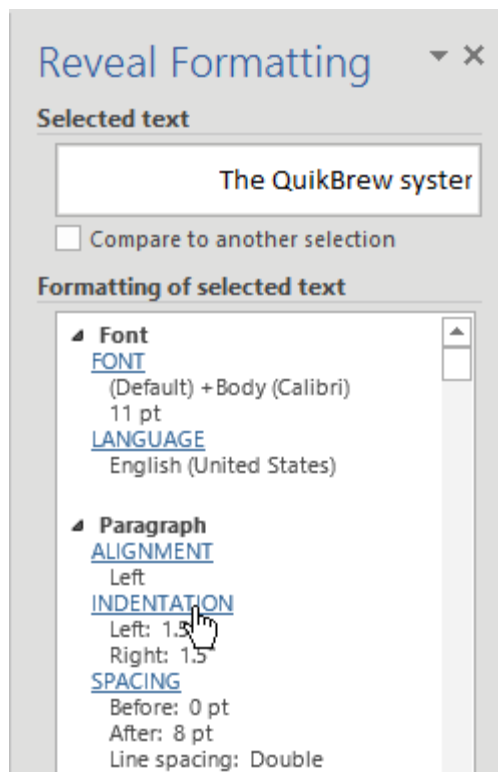 Reveal Formatting
Selected text
The QuikBrew syster
Compare to another selection
Formatting of selected text
Font
FONT
(Default) +Body (Calibri)
11 pt
LANGUAGE
English (United States)
Paragraph
ALIGNMENT
Left
INDENTATION
Left: 1.5
Right: 1.5"
SPACING
Before: 0 pt
After: 8 pt
Line spacing: Double